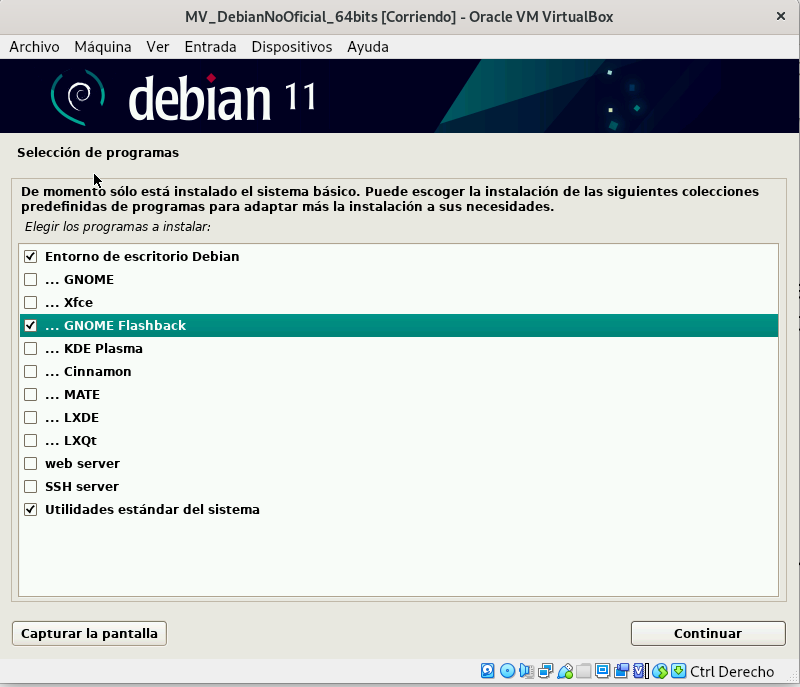 MV_DebianNoOficial_64bits [Corriendo] - Oracle VM VirtualBox
Archivo Máquina Ver Entrada Dispositivos Ayuda
debian 11
Selección de programas
De momento sólo está instalado el sistema básico. Puede escoger la instalación de las siguientes colecciones
predefinidas de programas para adaptar más la instalación a sus necesidades.
Elegir los programas a instalar:
Entorno de escritorio Debian
... GNOME
... Xfce
... GNOME Flashback
... KDE Plasma
... Cinnamon
... MATE
... LXDE
... LXQt
web server
SSH server
Utilidades estándar del sistema
Capturar la pantalla Continuar
Ctrl Derecho